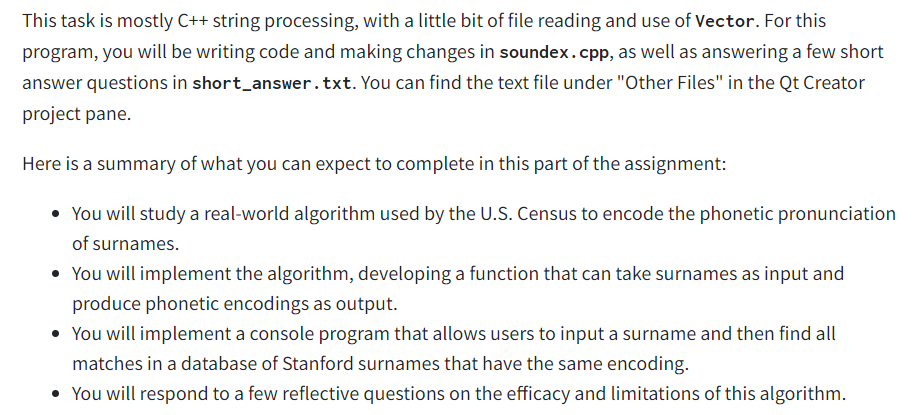 This task is mostly C++ string processing, with a little bit of file reading and use of Vector. For this
program, you will be writing code and making changes in soundex.cpp, as well as answering a few short
answer questions in short_answer.txt. You can find the text file under "Other Files" in the Qt Creator
project pane.
Here is a summary of what you can expect to complete in this part of the assignment:
• You will study a real-world algorithm used by the U.S. Census to encode the phonetic pronunciation
of surnames.
• You will implement the algorithm, developing a function that can take surnames as input and
produce phonetic encodings as output.
• You will implement a console program that allows users to input a surname and then find all
matches in a database of Stanford surnames that have the same encoding.
• You will respond to a few reflective questions on the efficacy and limitations of this algorithm.